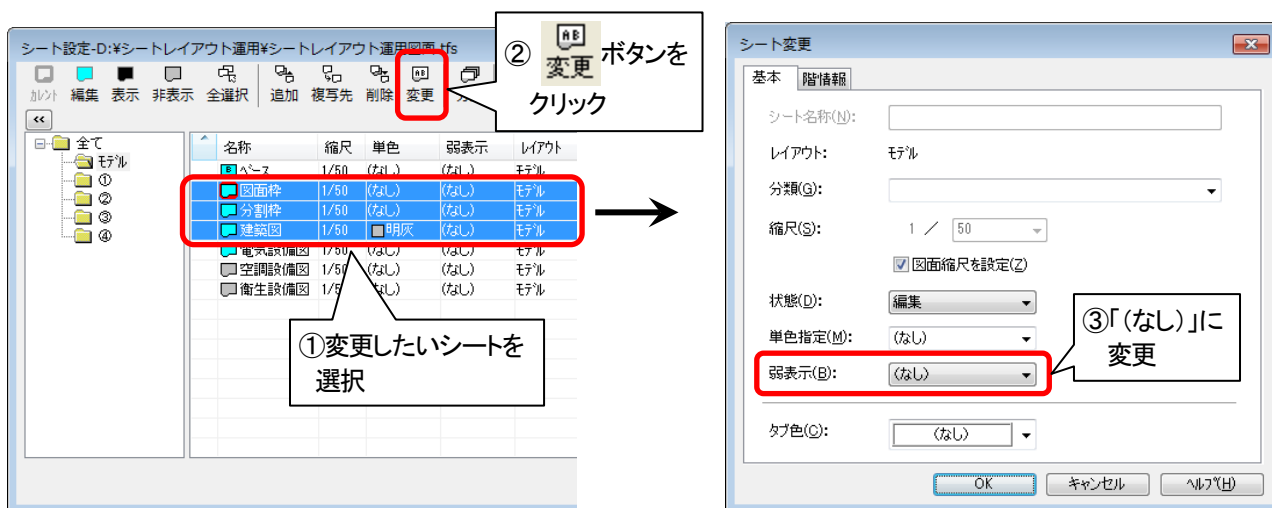 シート設定-D:¥シートレイアウト運用¥シートレイアウト運用図面.tfs
カレント 編集 表示 非表示 全選択 追加 複写先 削除 変更
<<
全て
モデル
①
②
③
④
名称 縮尺 単色 弱表示 レイアウト
ベース 1/50 (なし) (なし) モデル
図面枠 1/50 (なし) (なし) モデル
分割枠 1/50 (なし) (なし) モデル
建築図 1/50 明灰 (なし) モデル
電気設備図 1/50 (なし) (なし) モデル
空調設備図 1/50 (なし) (なし) モデル
衛生設備図 (なし) (なし) モデル
② AB 変更 ボタンを
クリック
①変更したいシートを
選択
シート変更
基本 階情報
シート名称(N):
レイアウト: モデル
分類(G):
縮尺(S): 1 ／ 50
図面縮尺を設定(Z)
状態(D): 編集
単色指定(M): (なし)
弱表示(B): (なし)
タブ色(C): (なし)
OK キャンセル ヘルプ(H)
③「(なし)」に
変更